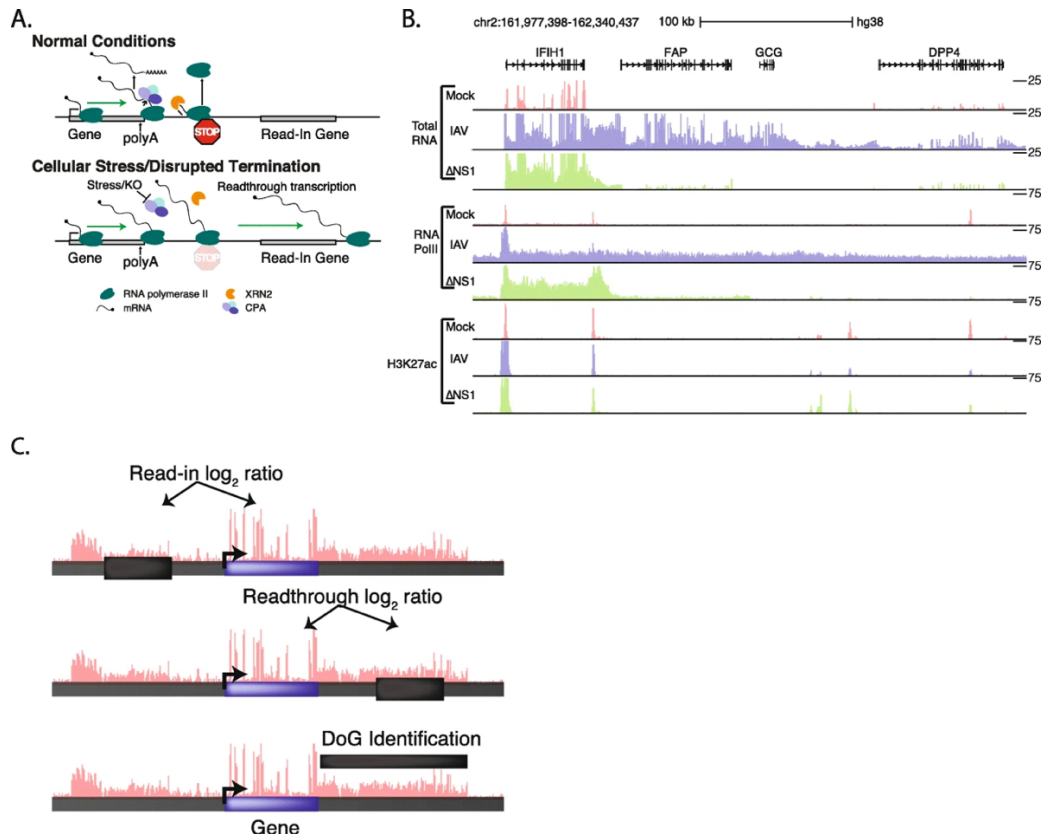 A.
Normal Conditions
AAAAAA
Gene
polyA
STOP
Read-In Gene
Cellular Stress/Disrupted Termination
Stress/KO
Readthrough transcription
Gene
polyA
STOP
Read-In Gene
RNA polymerase II
XRN2
mRNA
CPA
B.
chr2:161,977,398-162,340,437
100 kb
hg38
IFIH1
FAP
GCG
DPP4
Total RNA
Mock
25
IAV
25
ΔNS1
25
RNA PolII
Mock
75
IAV
75
ΔNS1
75
H3K27ac
Mock
75
IAV
75
ΔNS1
75
C.
Read-in log2 ratio
Readthrough log2 ratio
DoG Identification
Gene